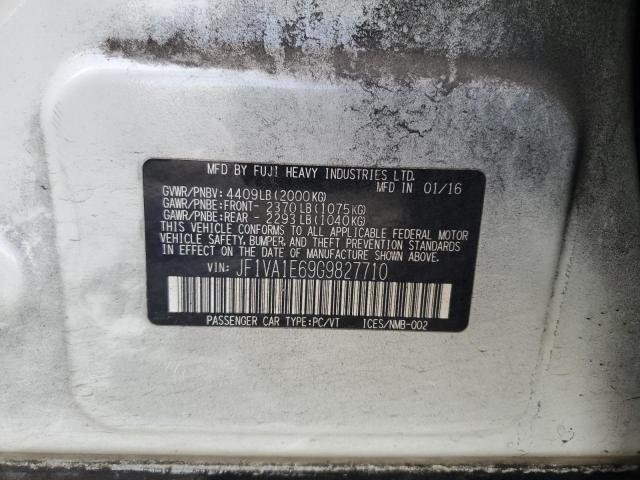 MFD BY FUJI HEAVY INDUSTRIES LTD.
MFD IN 01/16
GVWR/PNBV: 4409LB(2000KG)
GAWR/PNBE:FRONT- 2370LB(1075KG)
GAWR/PNBE:REAR - 2293LB(1040KG)
THIS VEHICLE CONFORMS TO ALL APPLICABLE FEDERAL MOTOR
VEHICLE SAFETY, BUMPER, AND THEFT PREVENTION STANDARDS
IN EFFECT ON THE DATE OF MANUFACTURE SHOWN ABOVE.
VIN: JF1VA1E69G9827710
PASSENGER CAR TYPE:PC/VT ICES/NMB-002